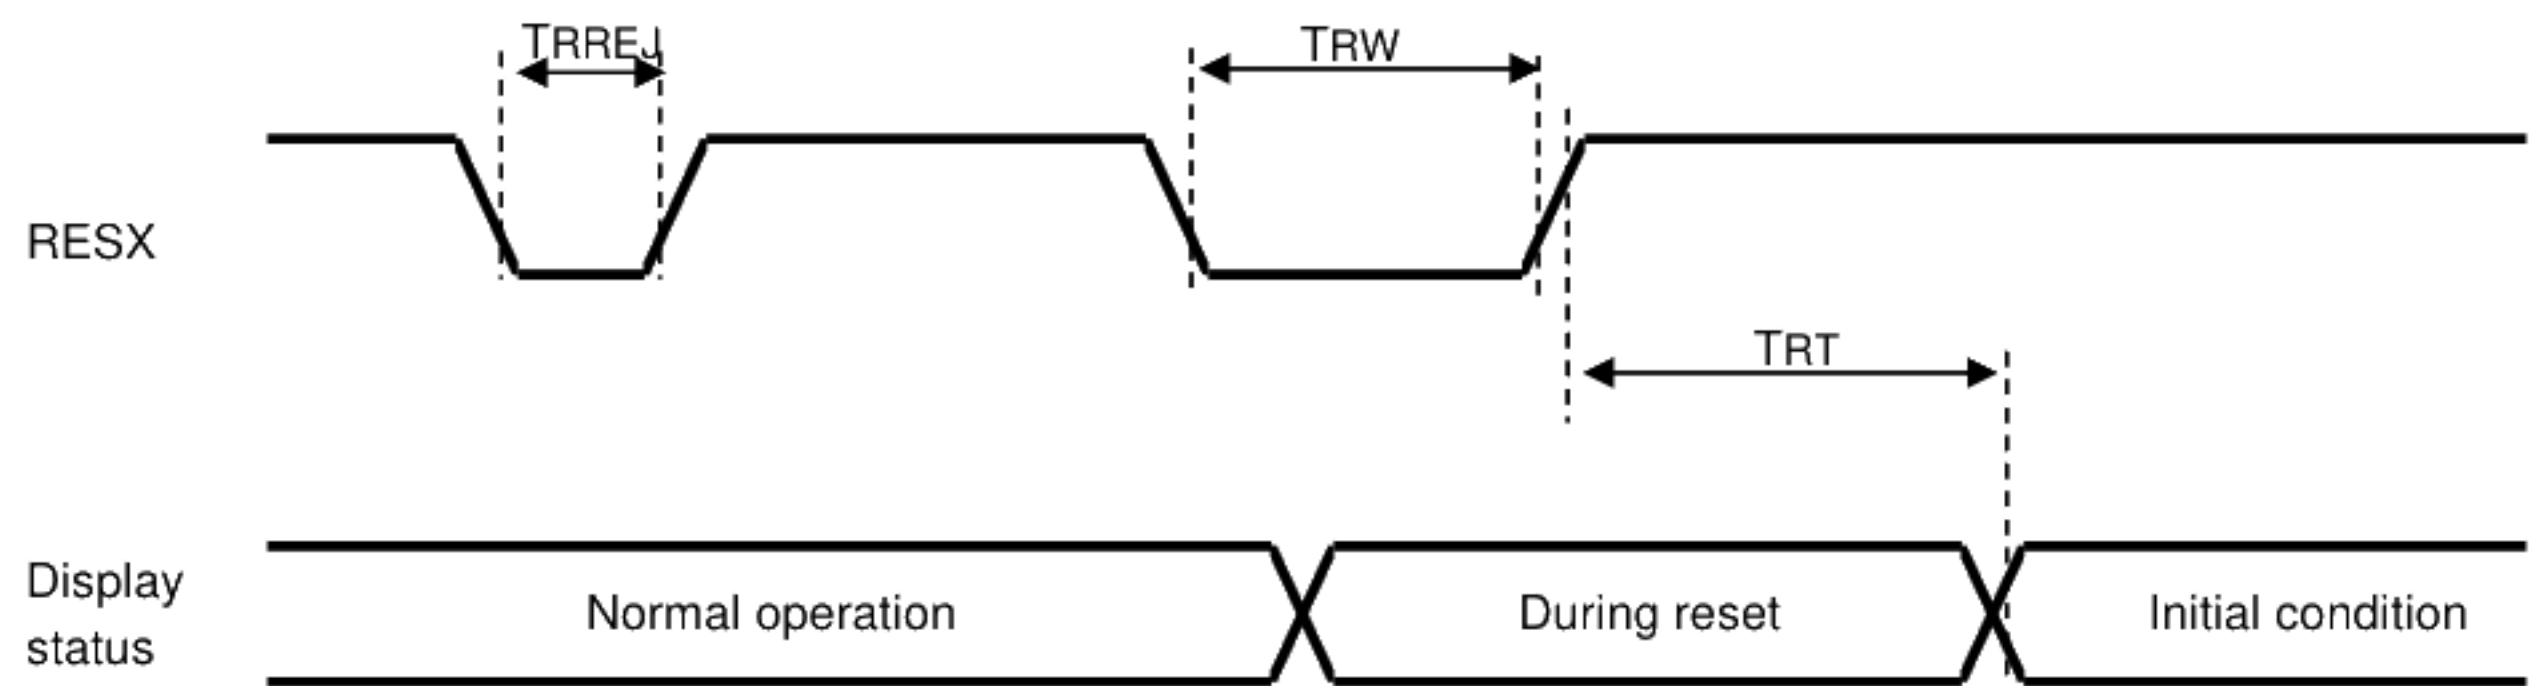 TRREJ
TRW
RESX
TRT
Display
status
Normal operation
During reset
Initial condition